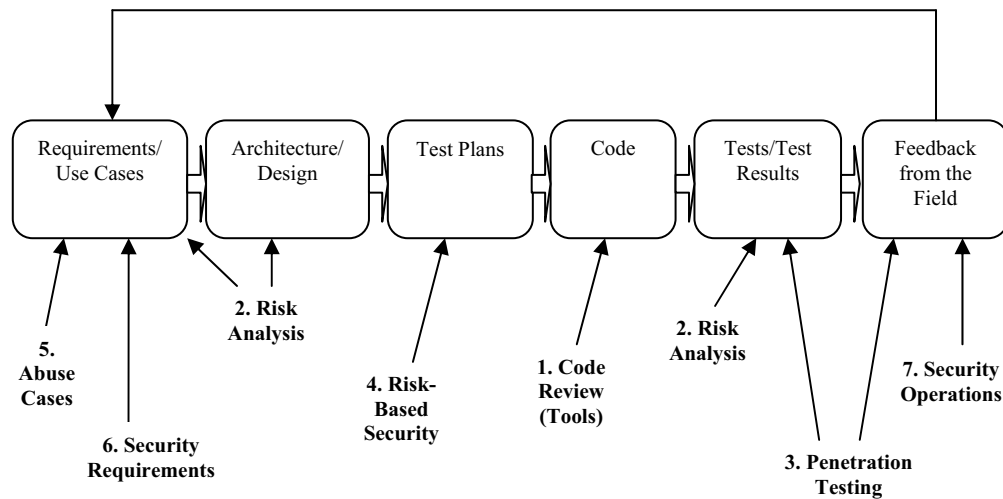 Requirements/
Use Cases
Architecture/
Design
Test Plans
Code
Tests/Test
Results
Feedback
from the
Field
5.
Abuse
Cases
6. Security
Requirements
2. Risk
Analysis
4. Risk-
Based
Security
1. Code
Review
(Tools)
2. Risk
Analysis
3. Penetration
Testing
7. Security
Operations